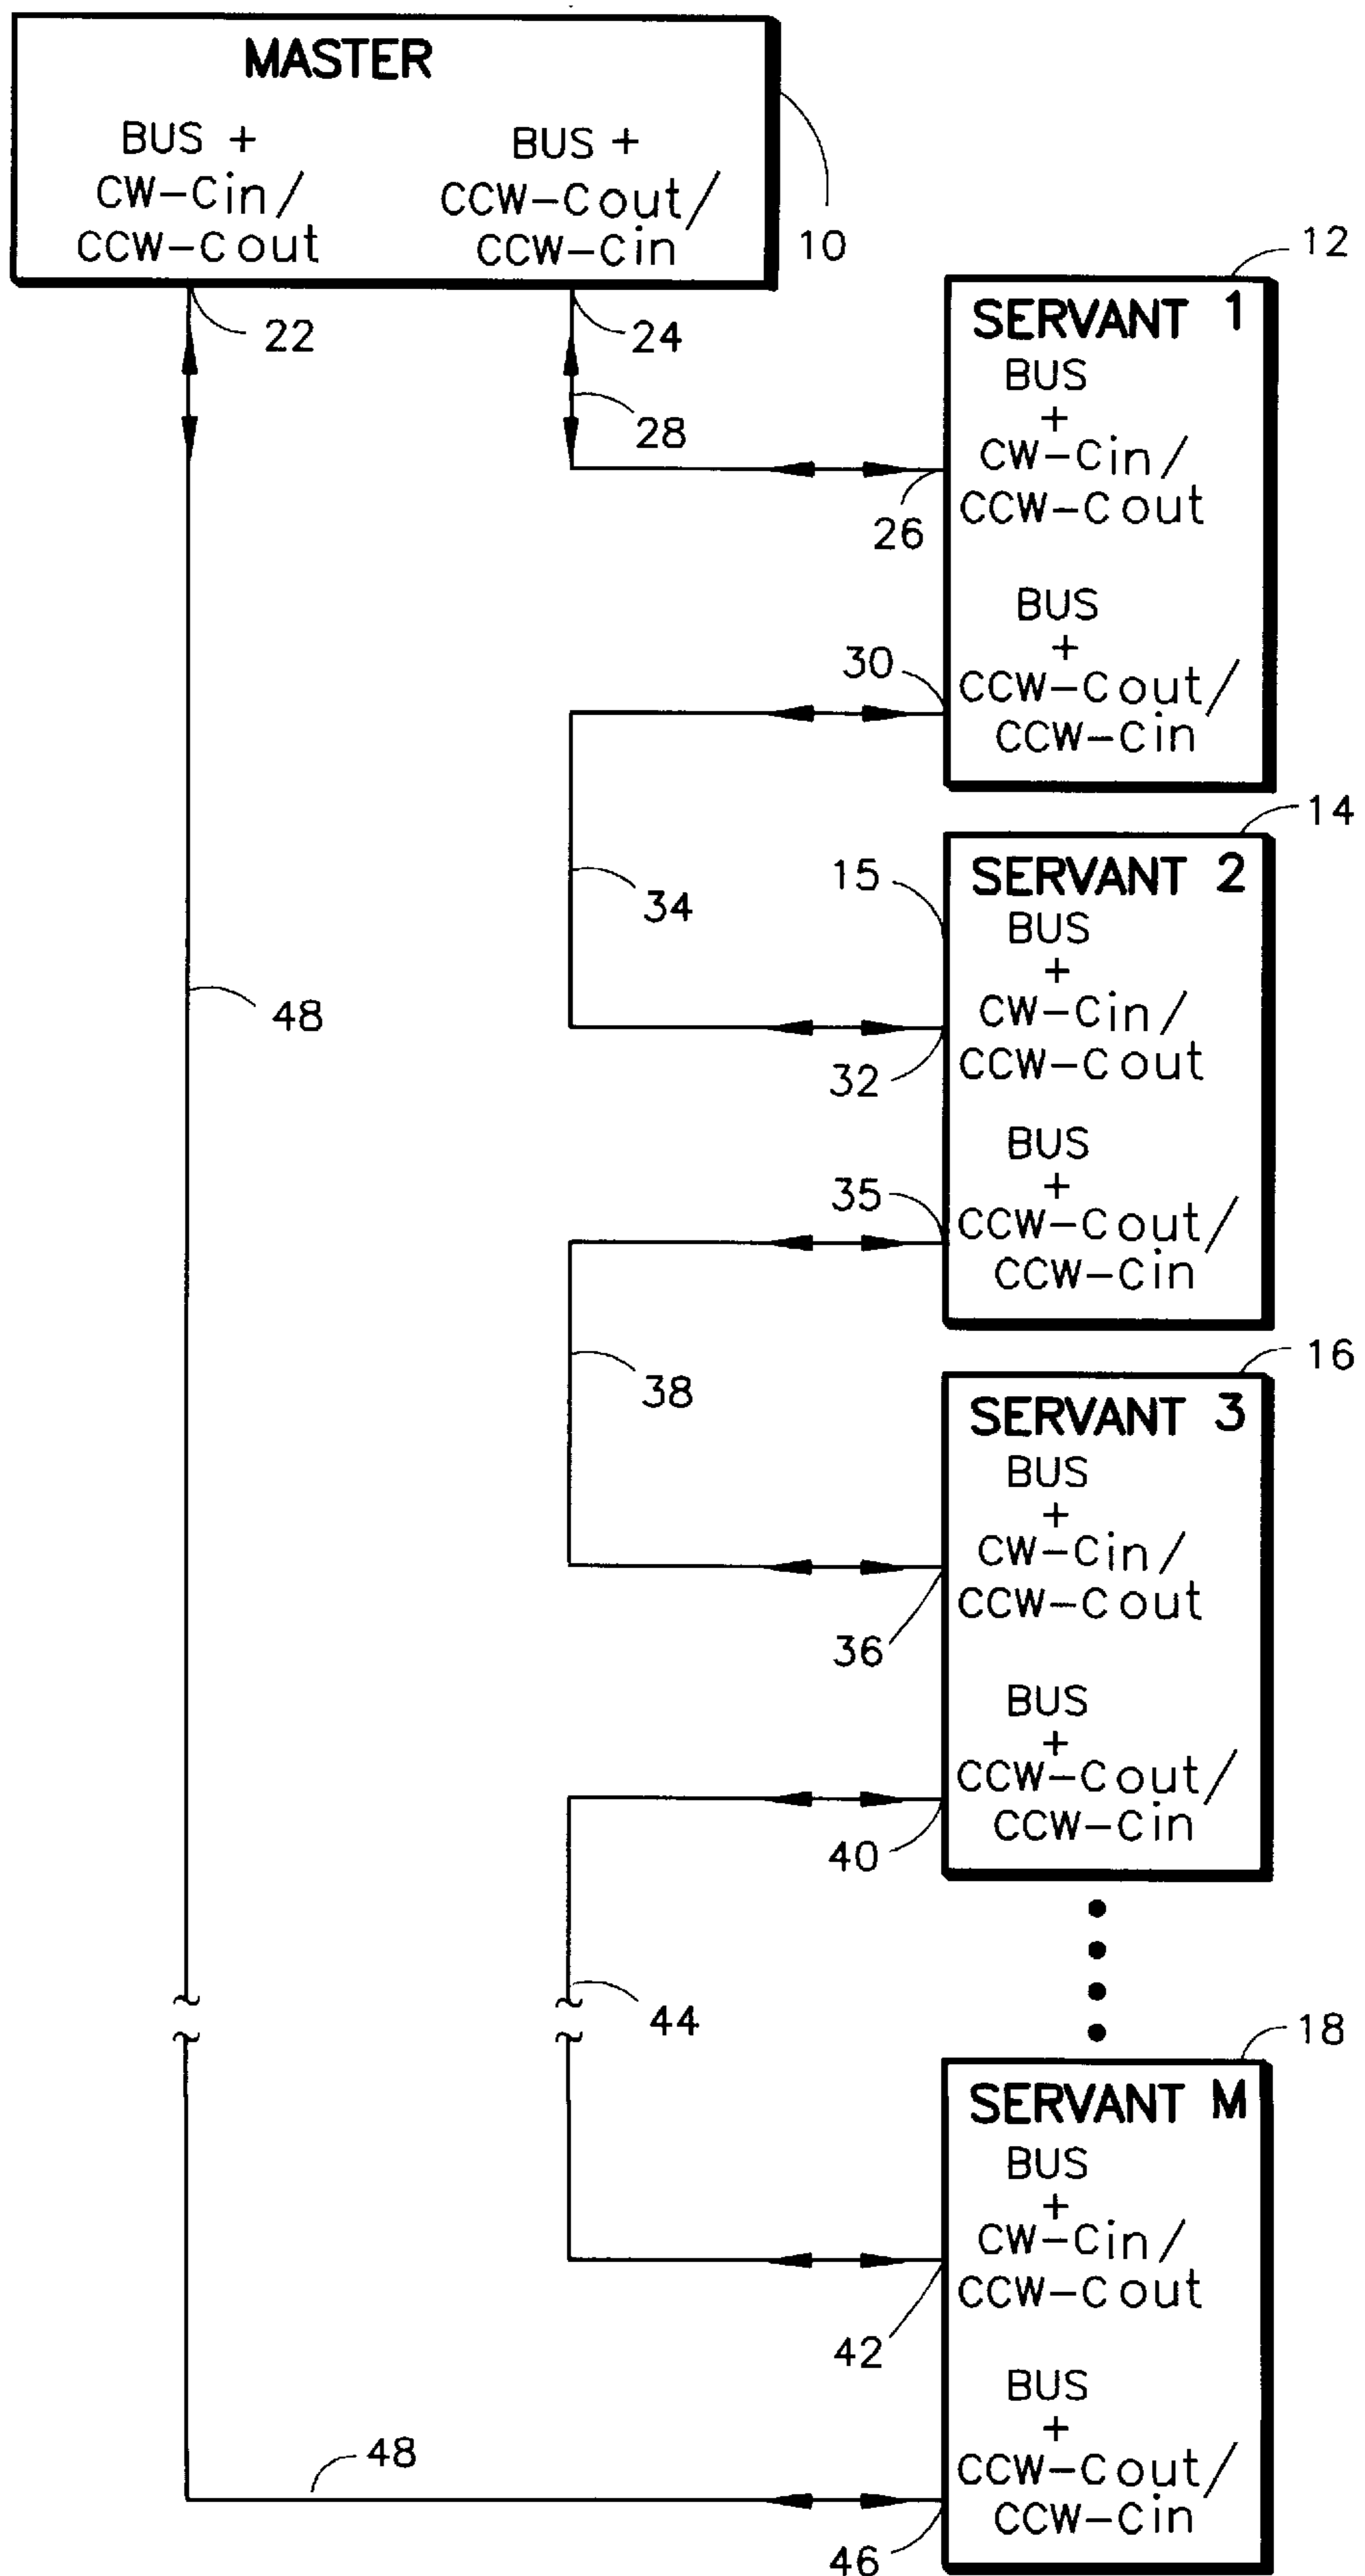 MASTER
BUS +
CW-Cin/
CCW-Cout
BUS +
CCW-Cout/
CCW-Cin
10
22
24
28
12
SERVANT 1
BUS
+
CW-Cin/
CCW-Cout
26
BUS
+
CCW-Cout/
CCW-Cin
30
34
14
SERVANT 2
15
BUS
+
CW-Cin/
CCW-Cout
32
48
BUS
+
CCW-Cout/
CCW-Cin
35
38
16
SERVANT 3
BUS
+
CW-Cin/
CCW-Cout
36
BUS
+
CCW-Cout/
CCW-Cin
40
44
18
SERVANT M
BUS
+
CW-Cin/
CCW-Cout
42
BUS
+
CCW-Cout/
CCW-Cin
48
46